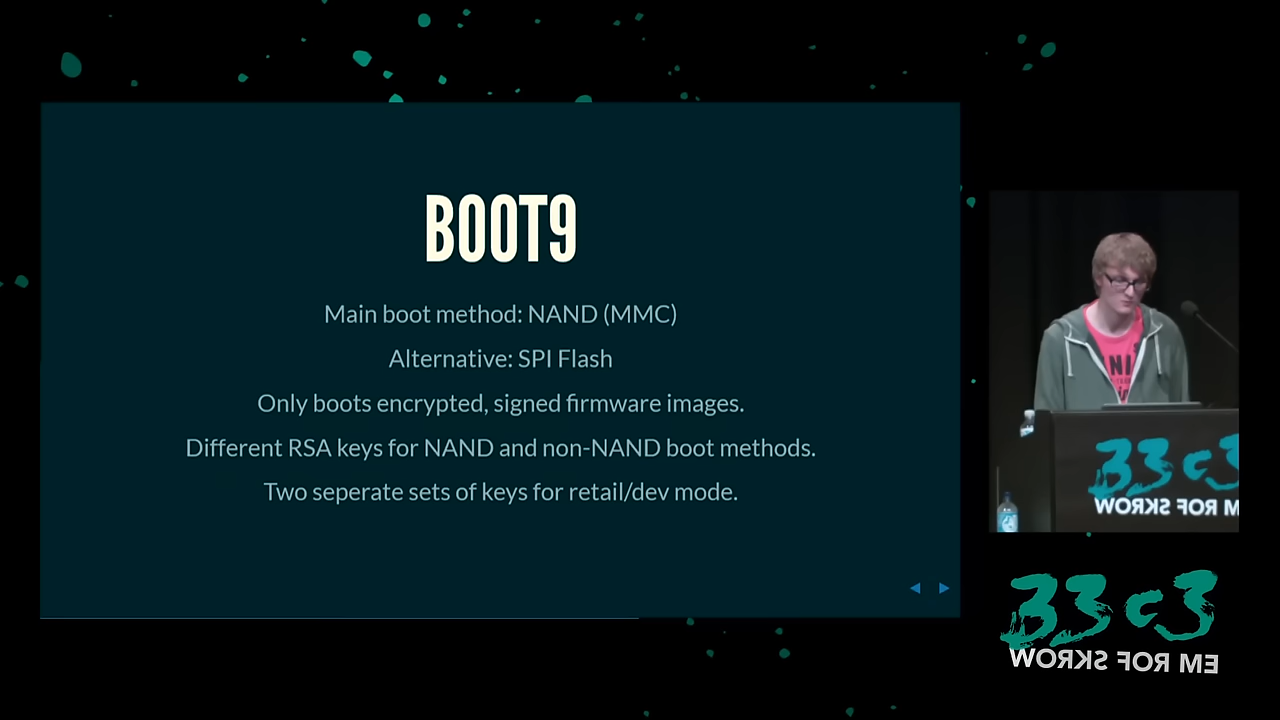 BOOT9
Main boot method: NAND (MMC)
Alternative: SPI Flash
Only boots encrypted, signed firmware images.
Different RSA keys for NAND and non-NAND boot methods.
Two seperate sets of keys for retail/dev mode.
33c3
WORKS FOR M
33c3
WORKS FOR ME